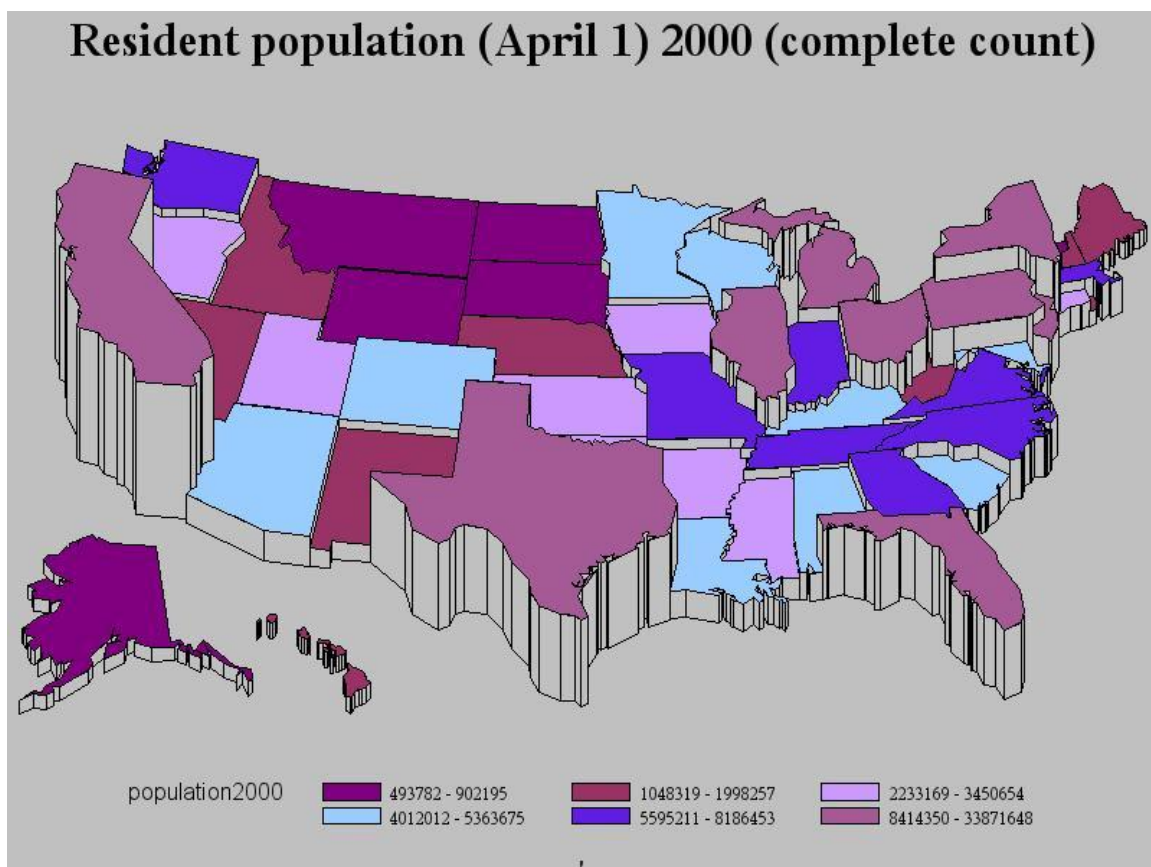 Resident population (April 1) 2000 (complete count)
population2000
493782 - 902195
1048319 - 1998257
2233169 - 3450654
4012012 - 5363675
5595211 - 8186453
8414350 - 33871648